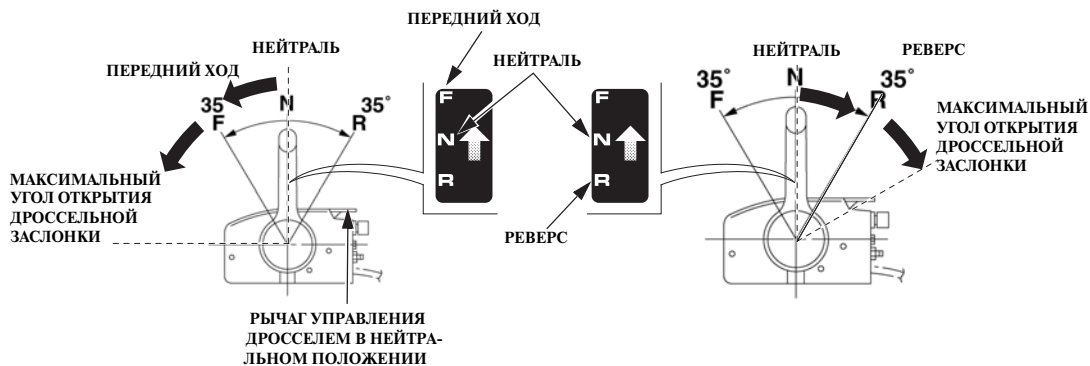 ПЕРЕДНИЙ ХОД
НЕЙТРАЛЬ
ПЕРЕДНИЙ ХОД
35
F
N
35°
R
МАКСИМАЛЬНЫЙ
УГОЛ ОТКРЫТИЯ
ДРОССЕЛЬНОЙ
ЗАСЛОНКИ
РЫЧАГ УПРАВЛЕНИЯ
ДРОССЕЛЕМ В НЕЙТРА-
ЛЬНОМ ПОЛОЖЕНИИ
НЕЙТРАЛЬ
F
N
R
F
N
R
РЕВЕРС
НЕЙТРАЛЬ
РЕВЕРС
35°
F
N
35°
R
МАКСИМАЛЬНЫЙ
УГОЛ ОТКРЫТИЯ
ДРОССЕЛЬНОЙ
ЗАСЛОНКИ